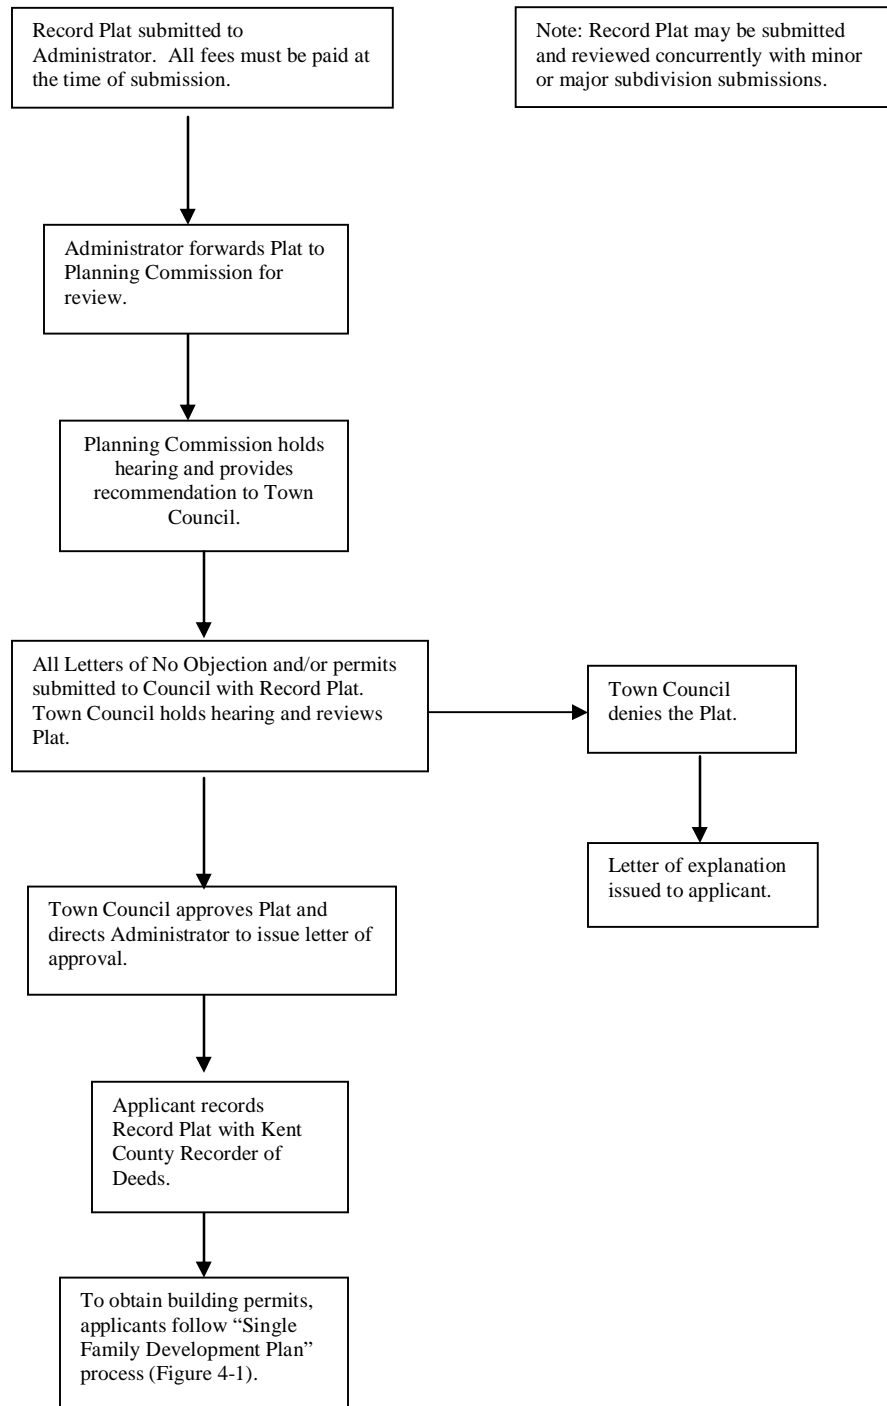 Record Plat submitted to
Administrator.  All fees must be paid at
the time of submission.
Note: Record Plat may be submitted
and reviewed concurrently with minor
or major subdivision submissions.
Administrator forwards Plat to
Planning Commission for
review.
Planning Commission holds
hearing and provides
recommendation to Town
Council.
All Letters of No Objection and/or permits
submitted to Council with Record Plat.
Town Council holds hearing and reviews
Plat.
Town Council
denies the Plat.
Letter of explanation
issued to applicant.
Town Council approves Plat and
directs Administrator to issue letter of
approval.
Applicant records
Record Plat with Kent
County Recorder of
Deeds.
To obtain building permits,
applicants follow “Single
Family Development Plan”
process (Figure 4-1).